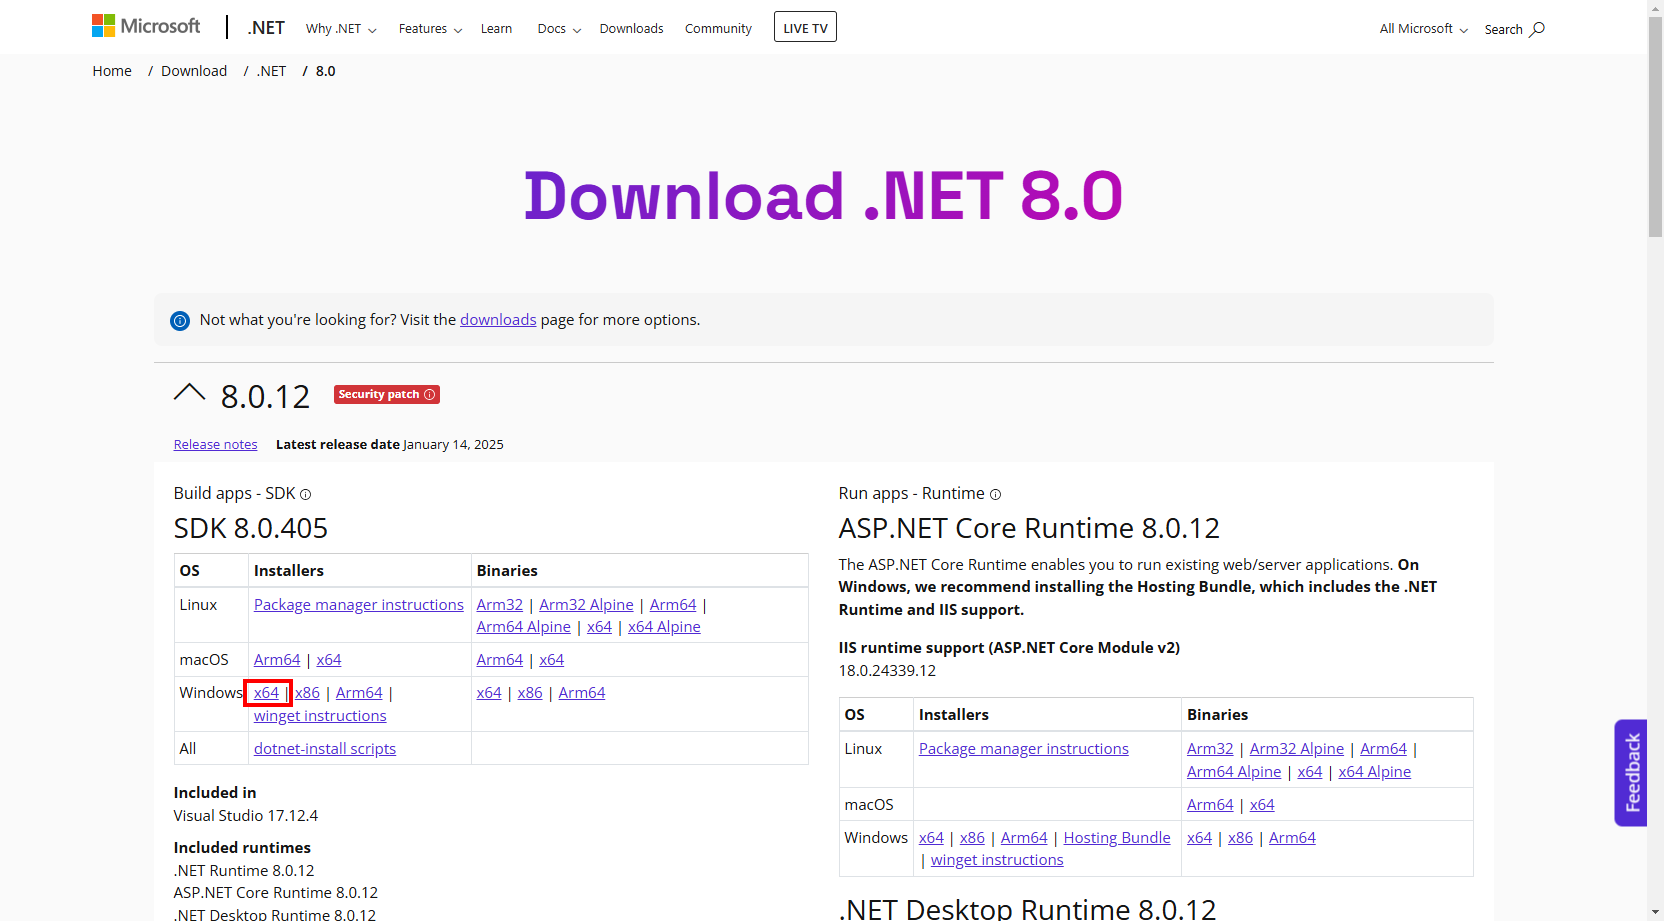 Microsoft | .NET Why .NET Features Learn Docs Downloads Community LIVE TV All Microsoft Search
Home / Download / .NET / 8.0
Download .NET 8.0
Not what you're looking for? Visit the downloads page for more options.
8.0.12 Security patch
Release notes Latest release date January 14, 2025
Build apps - SDK
SDK 8.0.405
OS Installers Binaries
Linux Package manager instructions Arm32 | Arm32 Alpine | Arm64 |
Arm64 Alpine | x64 | x64 Alpine
macOS Arm64 | x64 Arm64 | x64
Windows x64 | x86 | Arm64 | x64 | x86 | Arm64
winget instructions
All dotnet-install scripts
Included in
Visual Studio 17.12.4
Included runtimes
.NET Runtime 8.0.12
ASP.NET Core Runtime 8.0.12
.NET Desktop Runtime 8.0.12
Run apps - Runtime
ASP.NET Core Runtime 8.0.12
The ASP.NET Core Runtime enables you to run existing web/server applications. On
Windows, we recommend installing the Hosting Bundle, which includes the .NET
Runtime and IIS support.
IIS runtime support (ASP.NET Core Module v2)
18.0.24339.12
OS Installers Binaries
Linux Package manager instructions Arm32 | Arm32 Alpine | Arm64 |
Arm64 Alpine | x64 | x64 Alpine
macOS Arm64 | x64
Windows x64 | x86 | Arm64 | Hosting Bundle x64 | x86 | Arm64
| winget instructions
.NET Desktop Runtime 8.0.12
Feedback